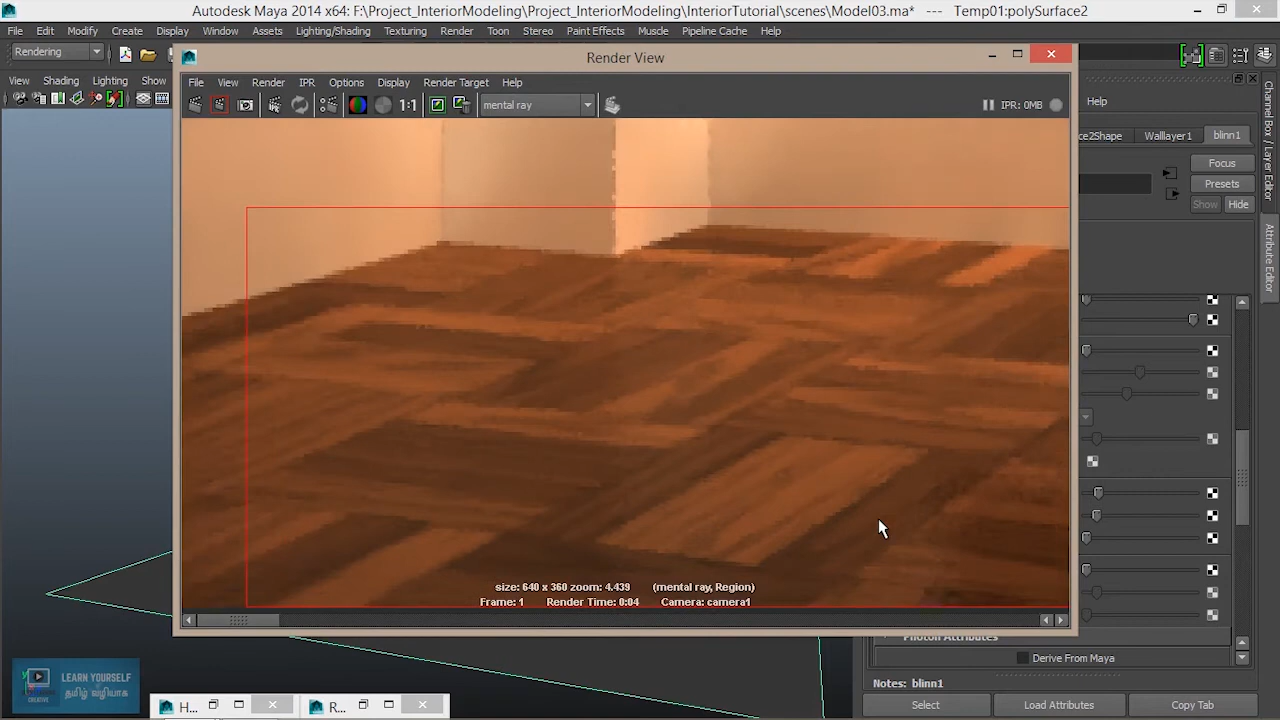 Autodesk Maya 2014 x64: F:\Project_InteriorModeling\Project_InteriorModeling\InteriorTutorial\scenes\Model03.ma* --- Temp01:polySurface2
File Edit Modify Create Display Window Assets Lighting/Shading Texturing Render Toon Stereo Paint Effects Muscle Pipeline Cache Help
Rendering
Render View
View Shading Lighting Show
File View Render IPR Options Display Render Target Help
1:1 mental ray IPR: 0MB
Help
ce2Shape Walllayer1 blinn1
Focus
Presets
Show Hide
Channel Box / Layer Editor
Attribute Editor
size: 640 x 360 zoom: 4.439 (mental ray, Region)
Frame: 1 Render Time: 0:04 Camera: camera1
Photon Attributes
Derive From Maya
Notes: blinn1
Select Load Attributes Copy Tab
LEARN YOURSELF
தமிழ் வழியாக
CREATIVE
H... R...